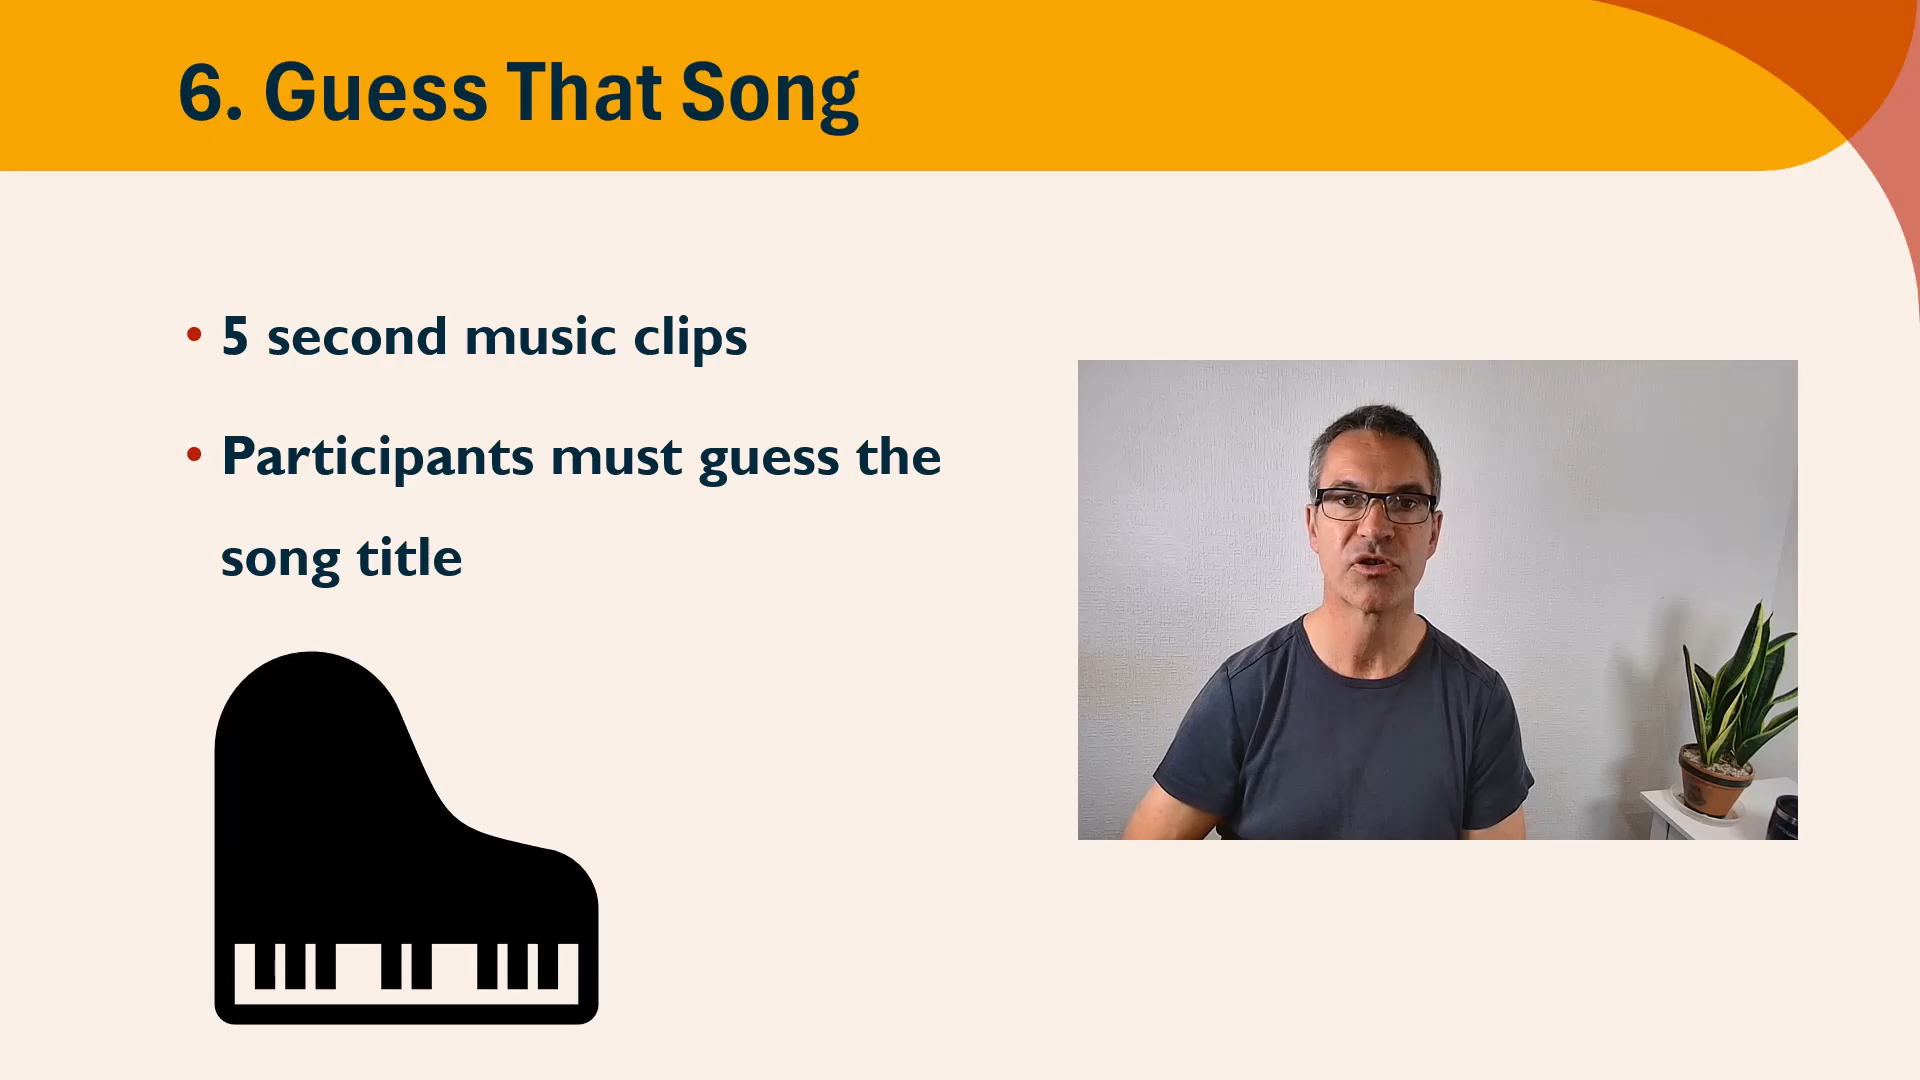 6. Guess That Song
• 5 second music clips
• Participants must guess the
song title